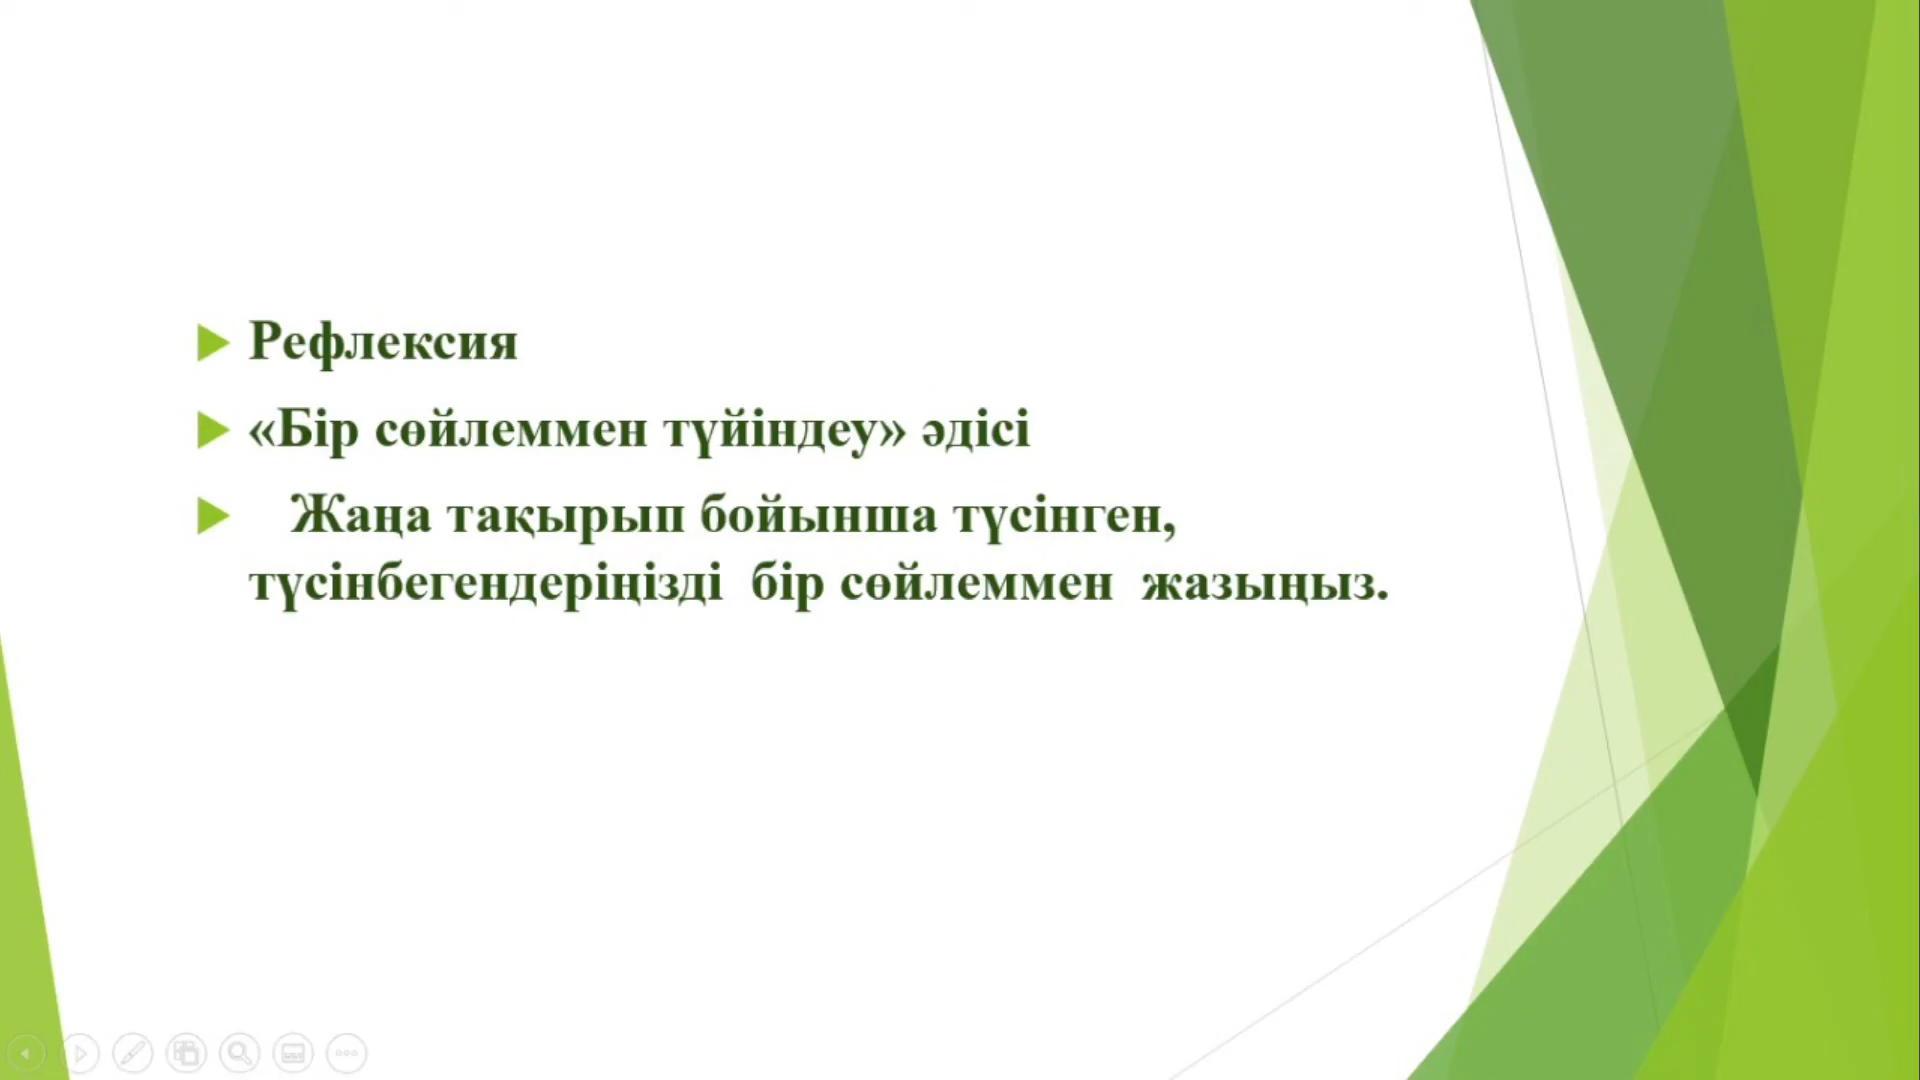 Рефлексия
«Бір сөйлеммен түйіндеу» әдісі
Жаңа тақырып бойынша түсінген,
түсінбегендеріңізді бір сөйлеммен жазыңыз.